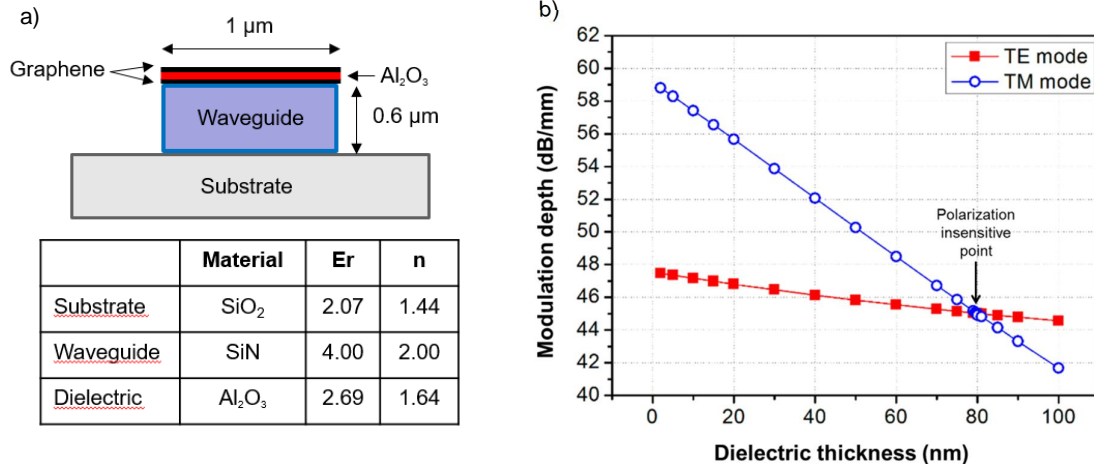 a)
1 µm
Graphene
Al₂O₃
Waveguide
0.6 µm
Substrate
Material Er n
Substrate SiO₂ 2.07 1.44
Waveguide SiN 4.00 2.00
Dielectric Al₂O₃ 2.69 1.64
b)
Modulation depth (dB/mm)
62
60
58
56
54
52
50
48
46
44
42
40
TE mode
TM mode
Polarization
insensitive
point
0 20 40 60 80 100
Dielectric thickness (nm)